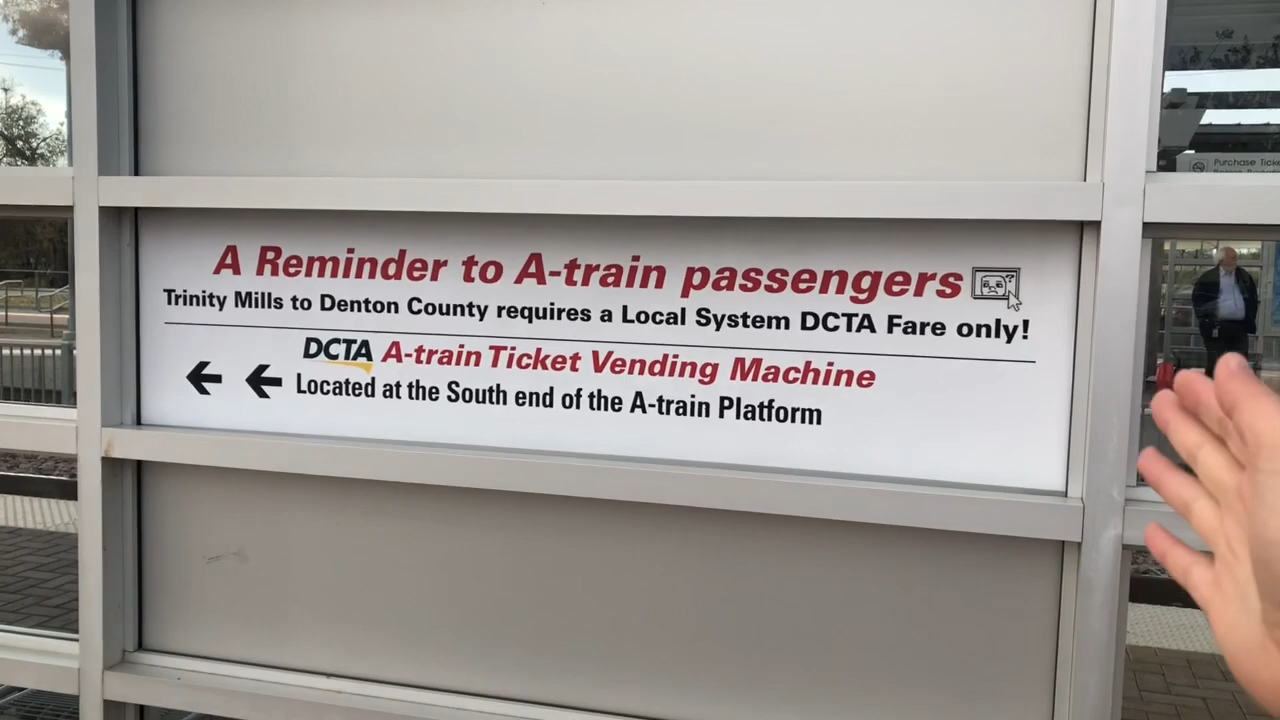 A Reminder to A-train passengers
Trinity Mills to Denton County requires a Local System DCTA Fare only!
DCTA A-train Ticket Vending Machine
Located at the South end of the A-train Platform
Purchase